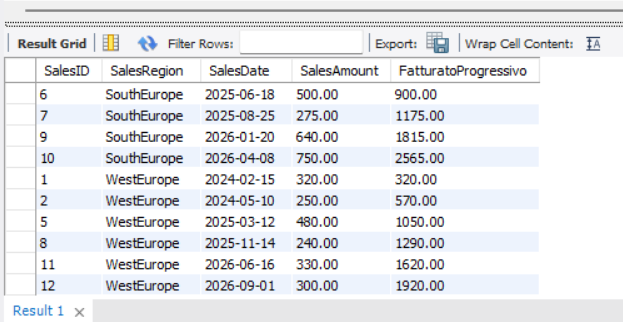 Result Grid Filter Rows: Export: Wrap Cell Content:
SalesID SalesRegion SalesDate SalesAmount FatturatoProgressivo
6 SouthEurope 2025-06-18 500.00 900.00
7 SouthEurope 2025-08-25 275.00 1175.00
9 SouthEurope 2026-01-20 640.00 1815.00
10 SouthEurope 2026-04-08 750.00 2565.00
1 WestEurope 2024-02-15 320.00 320.00
2 WestEurope 2024-05-10 250.00 570.00
5 WestEurope 2025-03-12 480.00 1050.00
8 WestEurope 2025-11-14 240.00 1290.00
11 WestEurope 2026-06-16 330.00 1620.00
12 WestEurope 2026-09-01 300.00 1920.00
Result 1